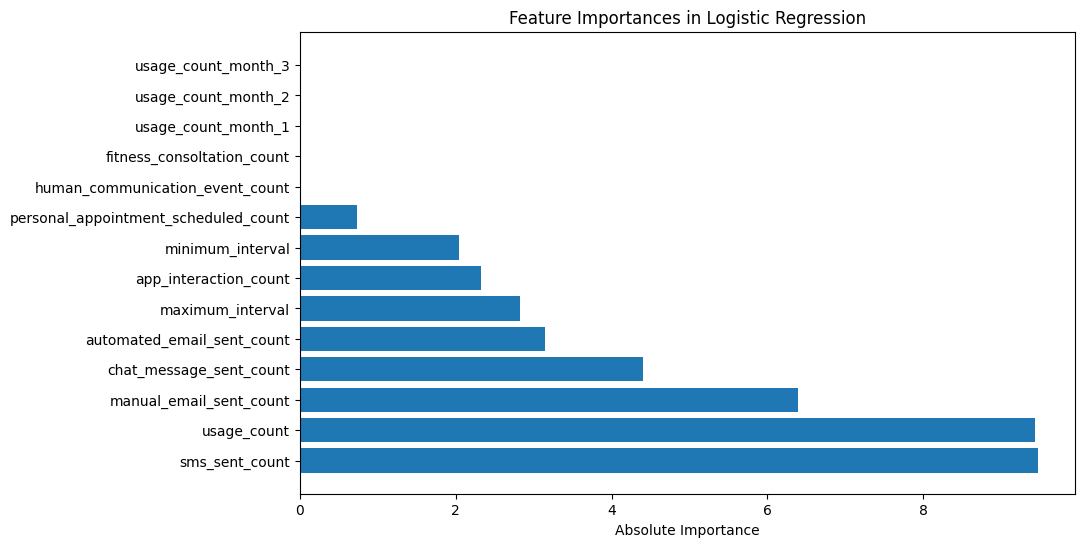 Feature Importances in Logistic Regression
usage_count_month_3
usage_count_month_2
usage_count_month_1
fitness_consoltation_count
human_communication_event_count
personal_appointment_scheduled_count
minimum_interval
app_interaction_count
maximum_interval
automated_email_sent_count
chat_message_sent_count
manual_email_sent_count
usage_count
sms_sent_count
0 2 4 6 8
Absolute Importance